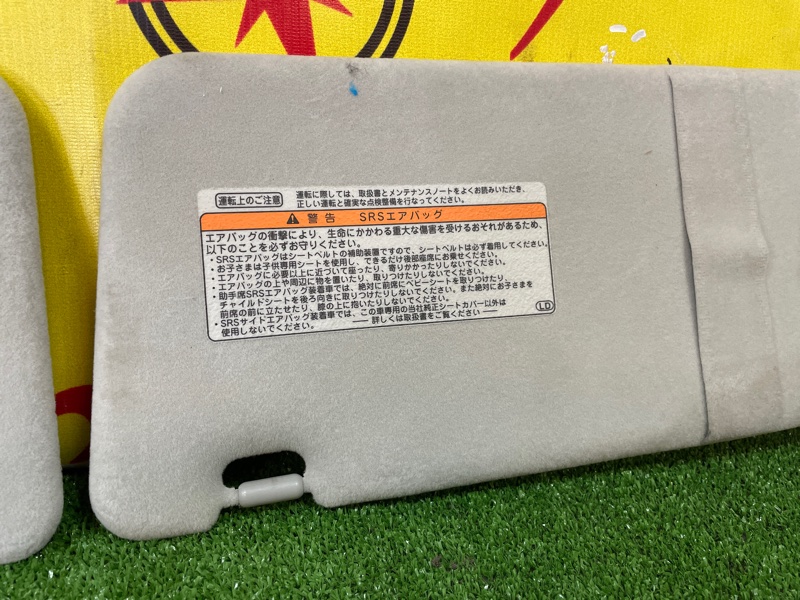 運転上のご注意
運転に際しては、取扱書とメンテナンスノートをよくお読みいただき、
正しい運転と確実な点検整備を行なってください。
警告 SRSエアバッグ
エアバッグの衝撃により、生命にかかわる重大な傷害を受けるおそれがあるため、
以下のことを必ずお守りください。
・SRSエアバッグはシートベルトの補助装置ですので、シートベルトは必ず着用してください。
・お子さまは子供専用シートを使用し、できるだけ後部座席にお乗せください。
・エアバッグに必要以上に近づいて座ったり、寄りかかったりしないでください。
・エアバッグの上や周辺に物を置いたり、取りつけたりしないでください。
・助手席SRSエアバッグ装着車では、絶対に前席にベビーシートを取りつけたり、
チャイルドシートを後ろ向きに取りつけたりしないでください。また絶対にお子さまを
前席の前に立たせたり、膝の上に抱いたりしないでください。
・SRSサイドエアバッグ装着車では、この車専用の当社純正シートカバー以外は
使用しないでください。 ── 詳しくは取扱書をご覧ください ──
LD